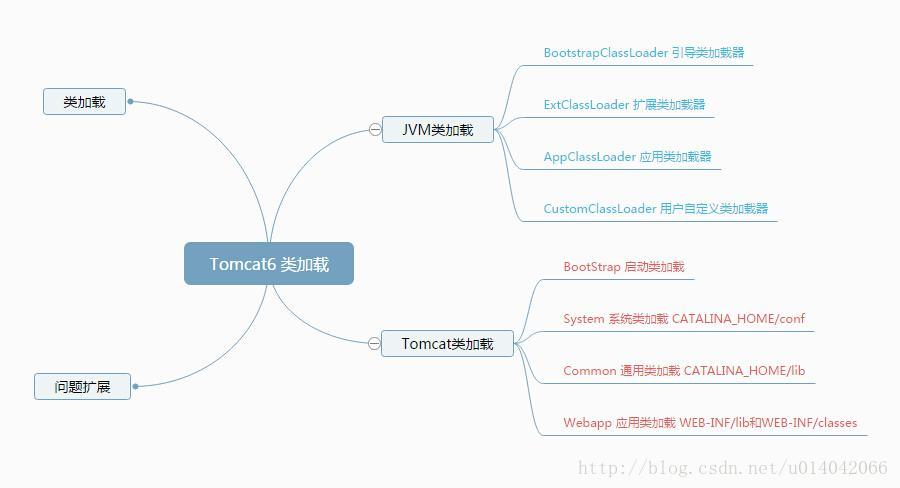 类加载
JVM类加载
BootstrapClassLoader 引导类加载器
ExtClassLoader 扩展类加载器
AppClassLoader 应用类加载器
CustomClassLoader 用户自定义类加载器
Tomcat6 类加载
Tomcat类加载
BootStrap 启动类加载
System 系统类加载 CATALINA_HOME/conf
Common 通用类加载 CATALINA_HOME/lib
Webapp 应用类加载 WEB-INF/lib和WEB-INF/classes
问题扩展
http://blog.csdn.net/u014042066